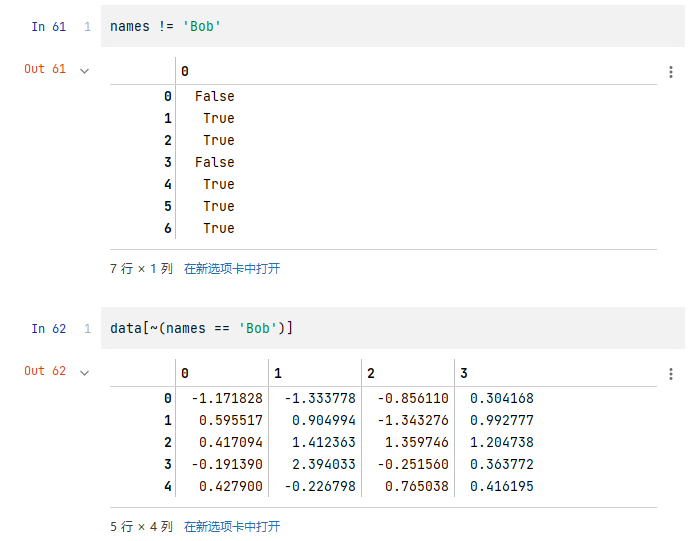 In 61 1 names != 'Bob'
Out 61
0
0 False
1 True
2 True
3 False
4 True
5 True
6 True
7 行 × 1 列 在新选项卡中打开
In 62 1 data[~(names == 'Bob')]
Out 62
0 1 2 3
0 -1.171828 -1.333778 -0.856110 0.304168
1 0.595517 0.904994 -1.343276 0.992777
2 0.417094 1.412363 1.359746 1.204738
3 -0.191390 2.394033 -0.251560 0.363772
4 0.427900 -0.226798 0.765038 0.416195
5 行 × 4 列 在新选项卡中打开